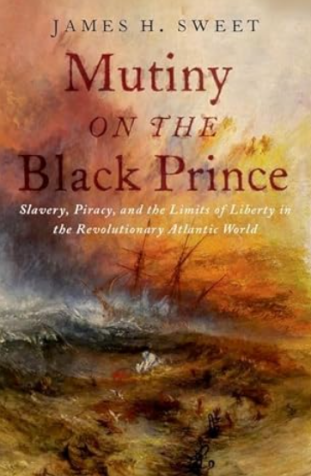 JAMES H. SWEET
Mutiny
ON THE
Black Prince
Slavery, Piracy, and the Limits of Liberty in
the Revolutionary Atlantic World